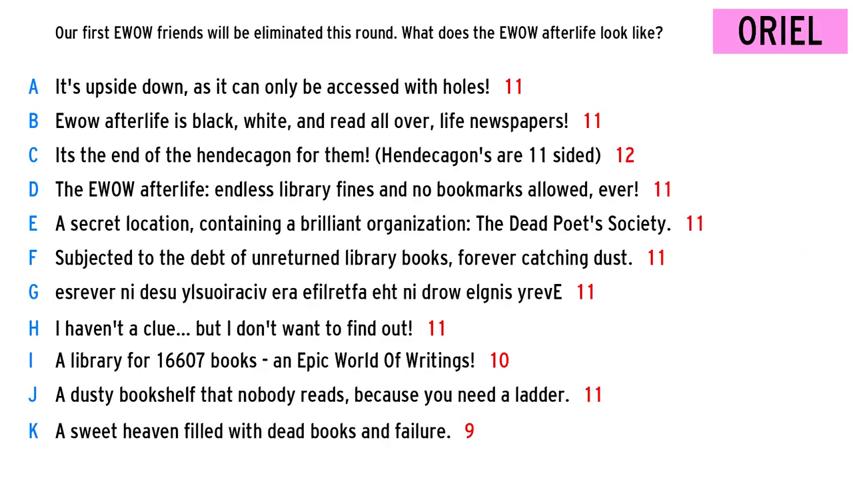 Our first EWOW friends will be eliminated this round. What does the EWOW afterlife look like?
ORIEL
A It's upside down, as it can only be accessed with holes! 11
B Ewow afterlife is black, white, and read all over, life newspapers! 11
C Its the end of the hendecagon for them! (Hendecagon's are 11 sided) 12
D The EWOW afterlife: endless library fines and no bookmarks allowed, ever! 11
E A secret location, containing a brilliant organization: The Dead Poet's Society. 11
F Subjected to the debt of unreturned library books, forever catching dust. 11
G esrever ni desu ylsuoiraciv era efilretfa eht ni drow elgnis yrevE 11
H I haven't a clue... but I don't want to find out! 11
I A library for 16607 books - an Epic World Of Writings! 10
J A dusty bookshelf that nobody reads, because you need a ladder. 11
K A sweet heaven filled with dead books and failure. 9